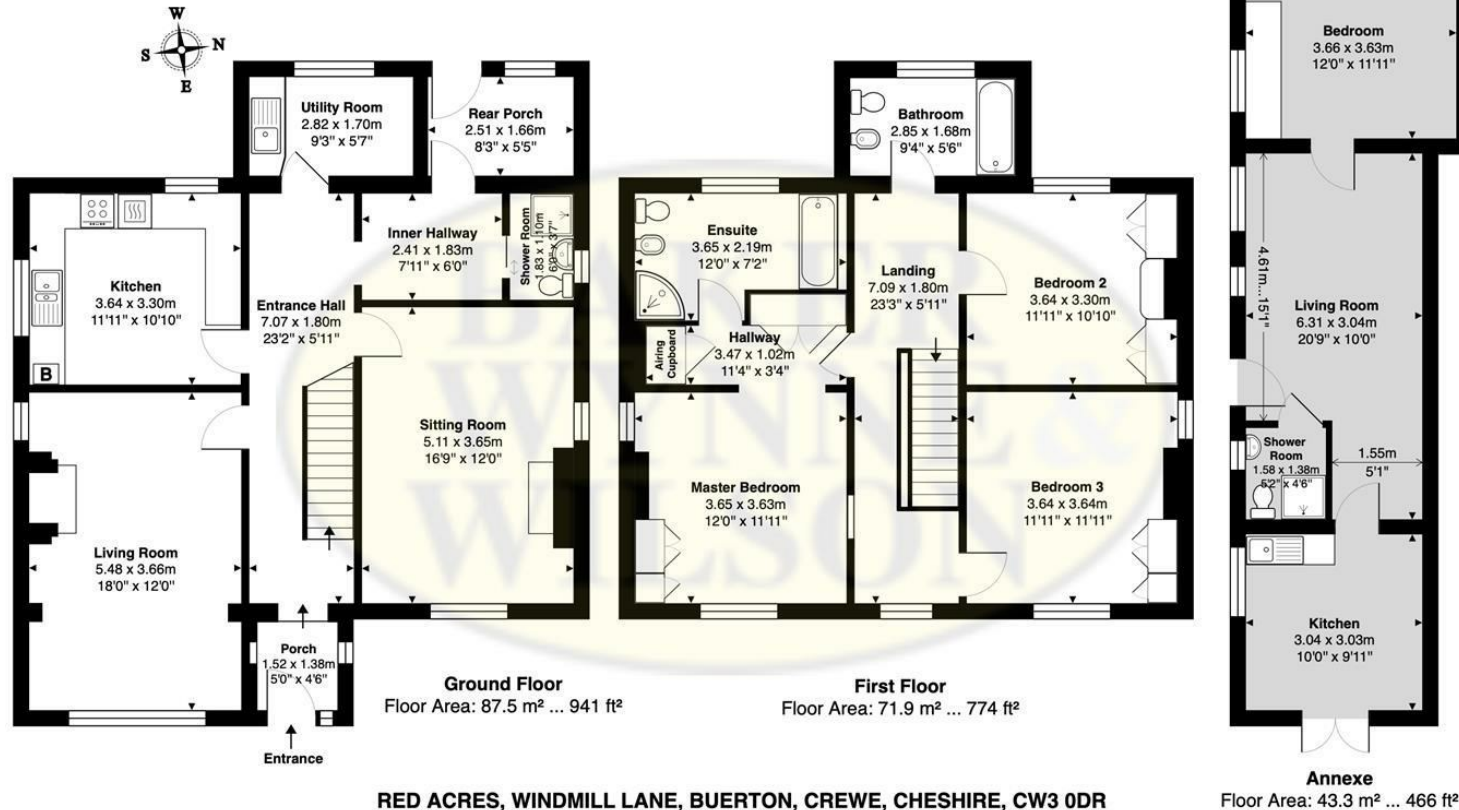 W
S N
E
Utility Room
2.82 x 1.70m
9'3" x 5'7"
Rear Porch
2.51 x 1.66m
8'3" x 5'5"
Kitchen
3.64 x 3.30m
11'11" x 10'10"
B
Entrance Hall
7.07 x 1.80m
23'2" x 5'11"
Inner Hallway
2.41 x 1.83m
7'11" x 6'0"
Shower Room
1.83 x 1.10m
6'0" x 3'7"
Sitting Room
5.11 x 3.65m
16'9" x 12'0"
Living Room
5.48 x 3.66m
18'0" x 12'0"
Porch
1.52 x 1.38m
5'0" x 4'6"
Entrance
Ground Floor
Floor Area: 87.5 m² ... 941 ft²
Bathroom
2.85 x 1.68m
9'4" x 5'6"
Ensuite
3.65 x 2.19m
12'0" x 7'2"
Landing
7.09 x 1.80m
23'3" x 5'11"
Bedroom 2
3.64 x 3.30m
11'11" x 10'10"
Airing
Cupboard
Hallway
3.47 x 1.02m
11'4" x 3'4"
Master Bedroom
3.65 x 3.63m
12'0" x 11'11"
Bedroom 3
3.64 x 3.64m
11'11" x 11'11"
First Floor
Floor Area: 71.9 m² ... 774 ft²
Bedroom
3.66 x 3.63m
12'0" x 11'11"
4.61m...15'1"
Living Room
6.31 x 3.04m
20'9" x 10'0"
Shower
Room
1.58 x 1.38m
5'2" x 4'6"
1.55m
5'1"
Kitchen
3.04 x 3.03m
10'0" x 9'11"
Annexe
Floor Area: 43.3 m² ... 466 ft²
BAKER
WYNNE &
WILSON
RED ACRES, WINDMILL LANE, BUERTON, CREWE, CHESHIRE, CW3 0DR